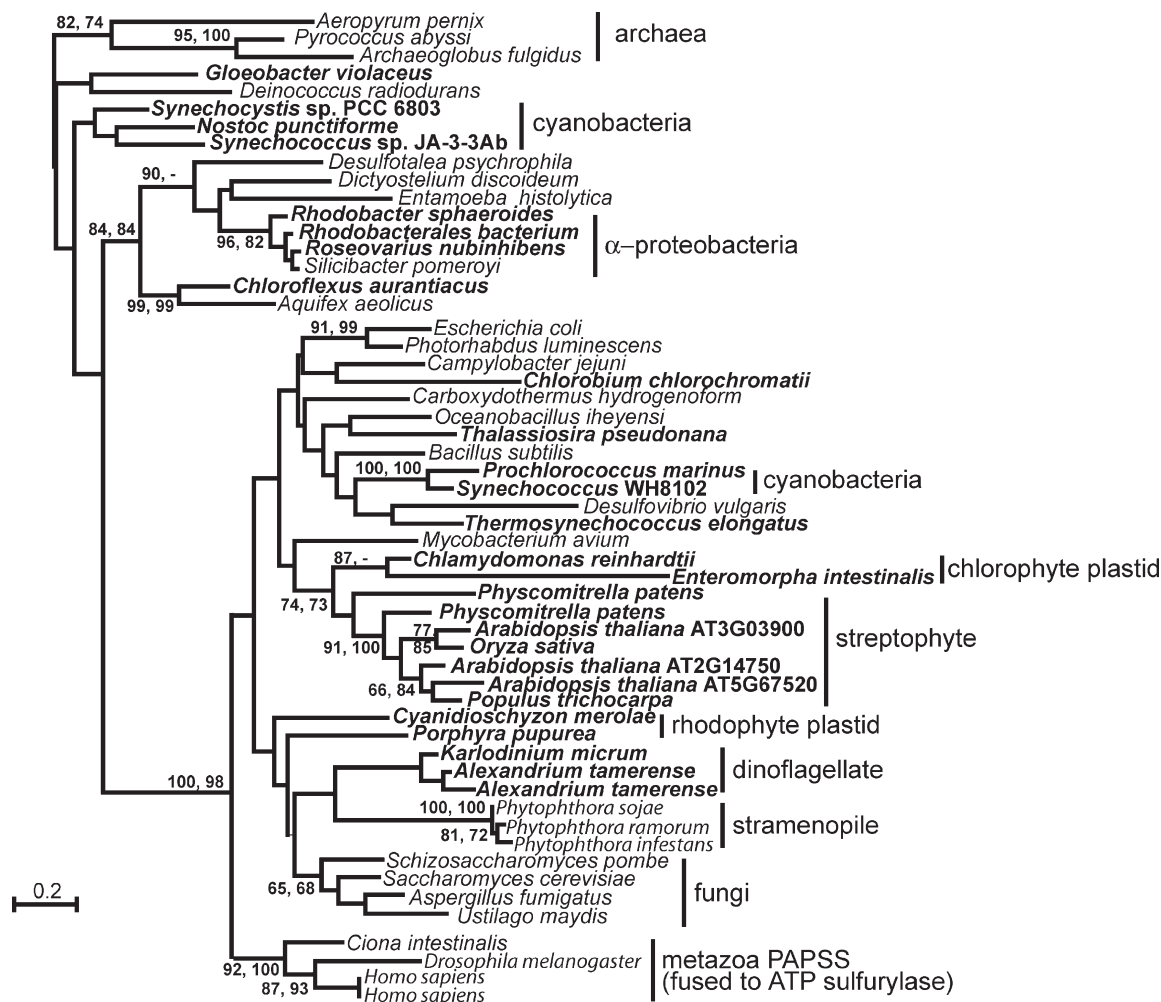 82, 74
Aeropyrum pernix
95, 100
Pyrococcus abyssi
archaea
Archaeoglobus fulgidus
Gloeobacter violaceus
Deinococcus radiodurans
Synechocystis sp. PCC 6803
Nostoc punctiforme
cyanobacteria
Synechococcus sp. JA-3-3Ab
Desulfotalea psychrophila
90, -
Dictyostelium discoideum
Entamoeba histolytica
Rhodobacter sphaeroides
84, 84
Rhodobacterales bacterium
96, 82
Roseovarius nubinhibens
α–proteobacteria
Silicibacter pomeroyi
Chloroflexus aurantiacus
99, 99
Aquifex aeolicus
91, 99
Escherichia coli
Photorhabdus luminescens
Campylobacter jejuni
Chlorobium chlorochromatii
Carboxydothermus hydrogenoform
Oceanobacillus iheyensi
Thalassiosira pseudonana
Bacillus subtilis
100, 100
Prochlorococcus marinus
cyanobacteria
Synechococcus WH8102
Desulfovibrio vulgaris
Thermosynechococcus elongatus
Mycobacterium avium
87, -
Chlamydomonas reinhardtii
chlorophyte plastid
Enteromorpha intestinalis
74, 73
Physcomitrella patens
Physcomitrella patens
77
Arabidopsis thaliana AT3G03900
streptophyte
91, 100
85
Oryza sativa
Arabidopsis thaliana AT2G14750
66, 84
Arabidopsis thaliana AT5G67520
Populus trichocarpa
Cyanidioschyzon merolae
rhodophyte plastid
Porphyra pupurea
Karlodinium micrum
Alexandrium tamerense
dinoflagellate
100, 98
Alexandrium tamerense
100, 100
Phytophthora sojae
81, 72
Phytophthora ramorum
stramenopile
Phytophthora infestans
Schizosaccharomyces pombe
65, 68
Saccharomyces cerevisiae
fungi
0.2
Aspergillus fumigatus
Ustilago maydis
Ciona intestinalis
92, 100
Drosophila melanogaster
metazoa PAPSS
87, 93
Homo sapiens
(fused to ATP sulfurylase)
Homo sapiens